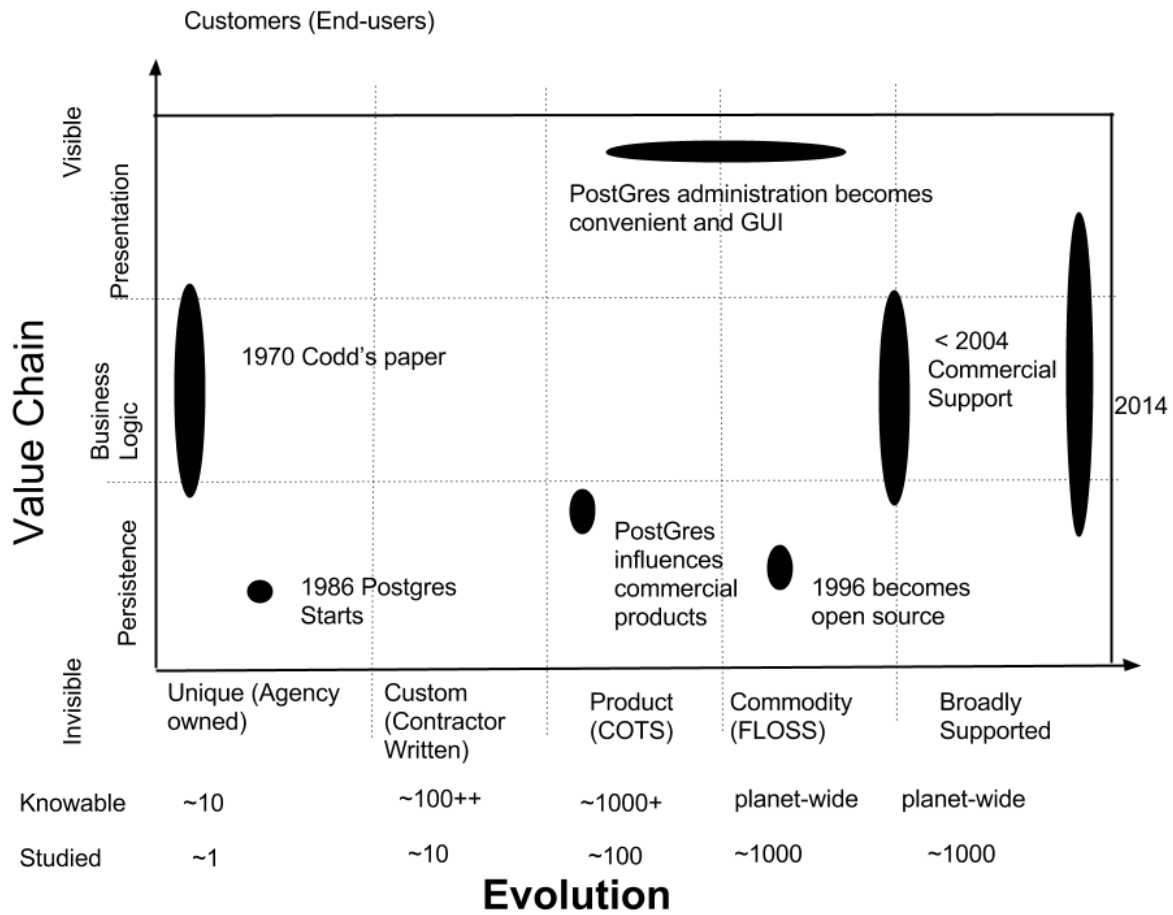 Customers (End-users)
Visible
Presentation
PostGres administration becomes
convenient and GUI
Value Chain
Business
Logic
1970 Codd's paper
< 2004
Commercial
Support
2014
Persistence
1986 Postgres
Starts
PostGres
influences
commercial
products
1996 becomes
open source
Invisible
Unique (Agency
owned)
Custom
(Contractor
Written)
Product
(COTS)
Commodity
(FLOSS)
Broadly
Supported
Knowable ~10 ~100++ ~1000+ planet-wide planet-wide
Studied ~1 ~10 ~100 ~1000 ~1000
Evolution